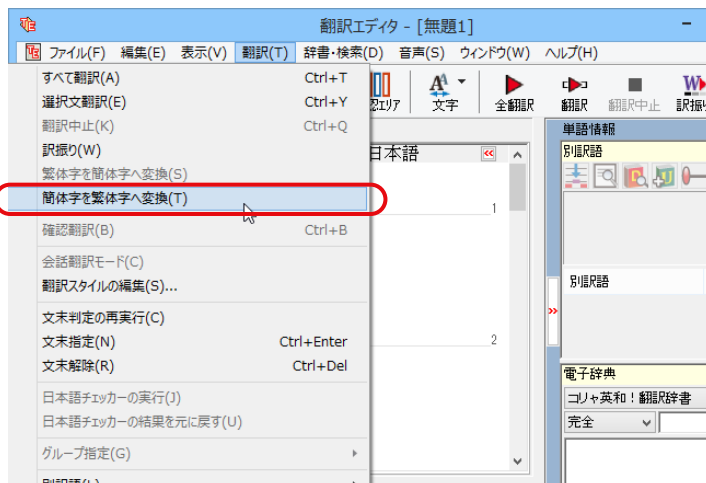 翻訳エディタ - [無題1]
ファイル(F) 編集(E) 表示(V) 翻訳(T) 辞書・検索(D) 音声(S) ウィンドウ(W) ヘルプ(H)
すべて翻訳(A) Ctrl+T
選択文翻訳(E) Ctrl+Y
翻訳中止(K) Ctrl+Q
訳振り(W)
繁体字を簡体字へ変換(S)
簡体字を繁体字へ変換(T)
確認翻訳(B) Ctrl+B
会話翻訳モード(C)
翻訳スタイルの編集(S)...
文末判定の再実行(C)
文末指定(N) Ctrl+Enter
文末解除(R) Ctrl+Del
日本語チェッカーの実行(J)
日本語チェッカーの結果を元に戻す(U)
グループ指定(G)
別訳語(L)
エリア 文字 全翻訳 翻訳 翻訳中止 訳振り
日本語
1
2
単語情報
別訳語
別訳語
電子辞典
コリャ英和!翻訳辞書
完全